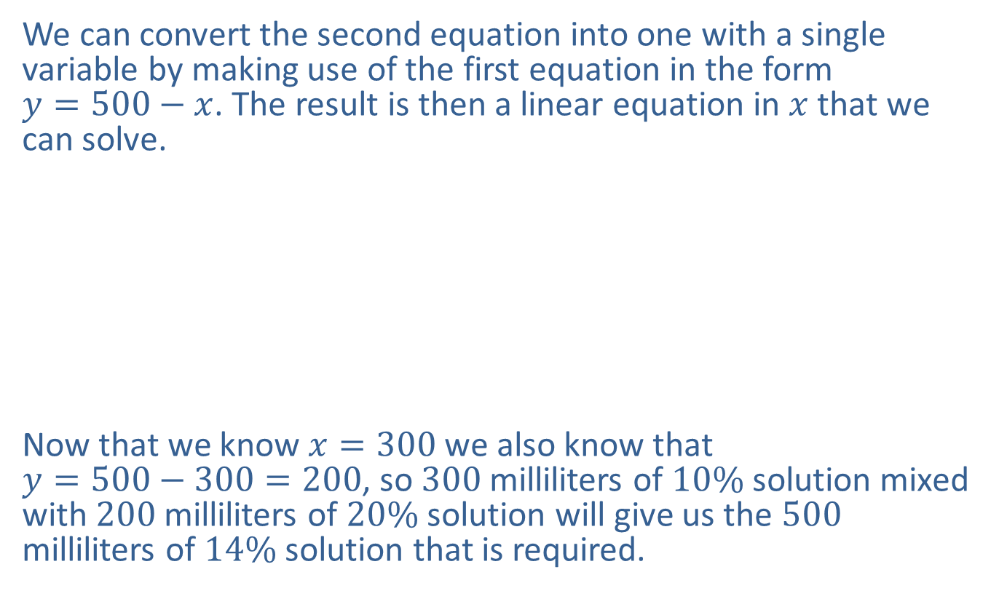 We can convert the second equation into one with a single
variable by making use of the first equation in the form
y = 500 − x. The result is then a linear equation in x that we
can solve.
Now that we know x = 300 we also know that
y = 500 − 300 = 200, so 300 milliliters of 10% solution mixed
with 200 milliliters of 20% solution will give us the 500
milliliters of 14% solution that is required.